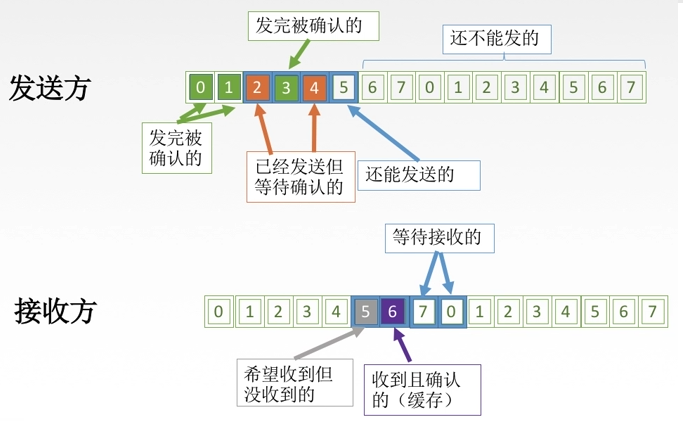 发完被确认的
还不能发的
发送方
0 1 2 3 4 5 6 7 0 1 2 3 4 5 6 7
发完被
确认的
已经发送但
等待确认的
还能发送的
等待接收的
接收方
0 1 2 3 4 5 6 7 0 1 2 3 4 5 6 7
希望收到但
没收到的
收到且确认
的（缓存）